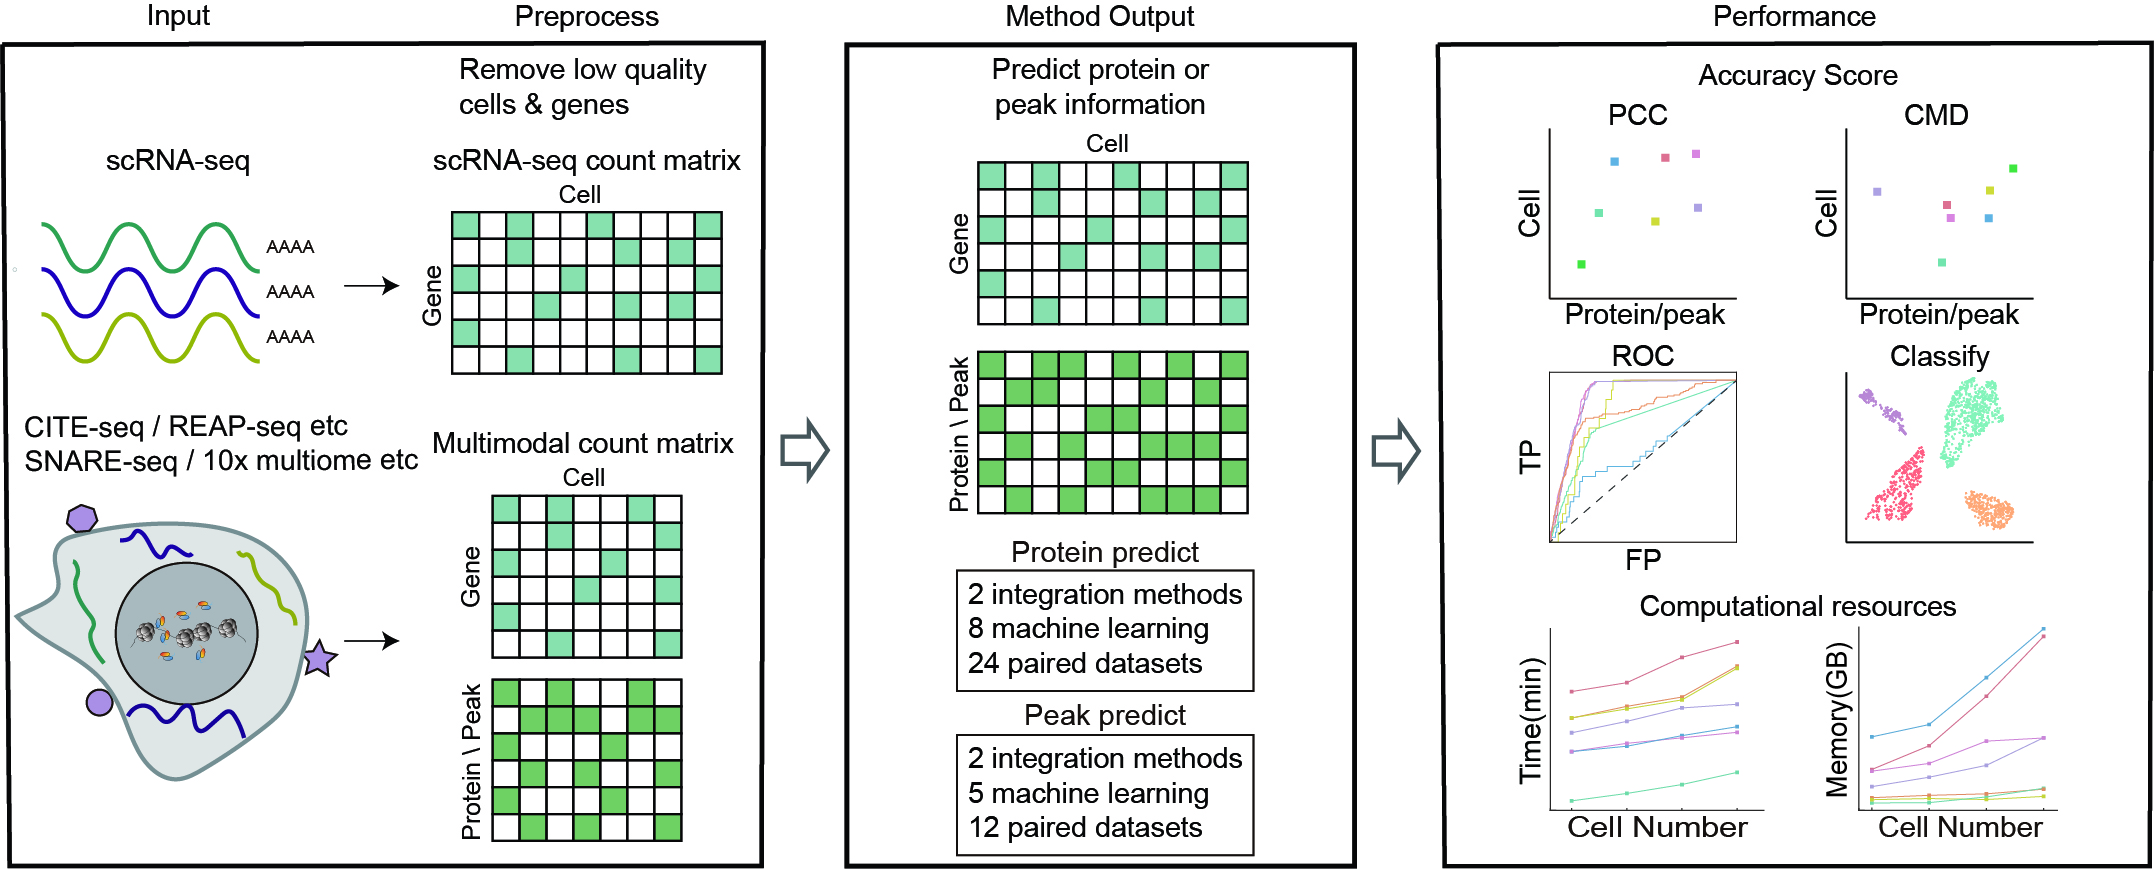 Input
Preprocess
Method Output
Performance
Remove low quality
cells & genes
scRNA-seq
scRNA-seq count matrix
Cell
Gene
AAAA
AAAA
AAAA
CITE-seq / REAP-seq etc
SNARE-seq / 10x multiome etc
Multimodal count matrix
Cell
Gene
Protein \ Peak
Predict protein or
peak information
Cell
Gene
Protein \ Peak
Protein predict
2 integration methods
8 machine learning
24 paired datasets
Peak predict
2 integration methods
5 machine learning
12 paired datasets
Accuracy Score
PCC
Cell
Protein/peak
CMD
Cell
Protein/peak
ROC
TP
FP
Classify
Computational resources
Time(min)
Cell Number
Memory(GB)
Cell Number